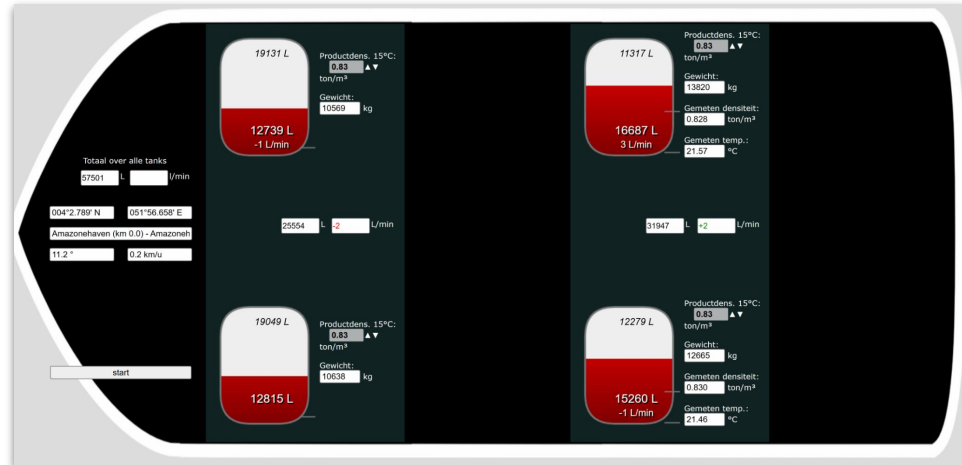 19131 L
Productdens. 15°C:
0.83 ▲▼
ton/m³
Gewicht:
10569 kg
12739 L
-1 L/min
11317 L
Productdens. 15°C:
0.83 ▲▼
ton/m³
Gewicht:
13820 kg
Gemeten densiteit:
0.828 ton/m³
Gemeten temp.:
21.57 °C
16687 L
3 L/min
Totaal over alle tanks
57501 L l/min
004°2.789' N 051°56.658' E
Amazonehaven (km 0.0) - Amazoneh
11.2 ° 0.2 km/u
25554 L -2 L/min
31947 L +2 L/min
start
19049 L
Productdens. 15°C:
0.83 ▲▼
ton/m³
Gewicht:
10638 kg
12815 L
12279 L
Productdens. 15°C:
0.83 ▲▼
ton/m³
Gewicht:
12665 kg
Gemeten densiteit:
0.830 ton/m³
Gemeten temp.:
21.46 °C
15260 L
-1 L/min